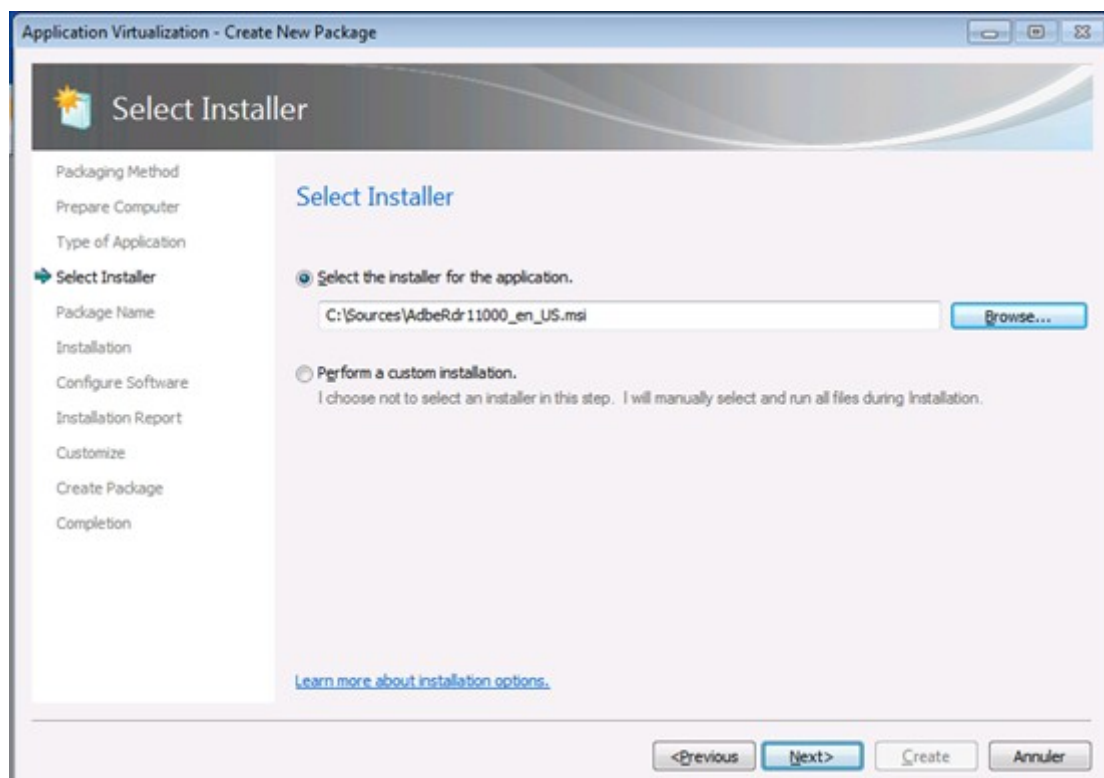 Application Virtualization - Create New Package
Select Installer
Packaging Method
Prepare Computer
Type of Application
Select Installer
Package Name
Installation
Configure Software
Installation Report
Customize
Create Package
Completion
Select Installer
Select the installer for the application.
C:\Sources\AdbeRdr11000_en_US.msi
Browse...
Perform a custom installation.
I choose not to select an installer in this step. I will manually select and run all files during Installation.
Learn more about installation options.
<Previous
Next>
Create
Annuler